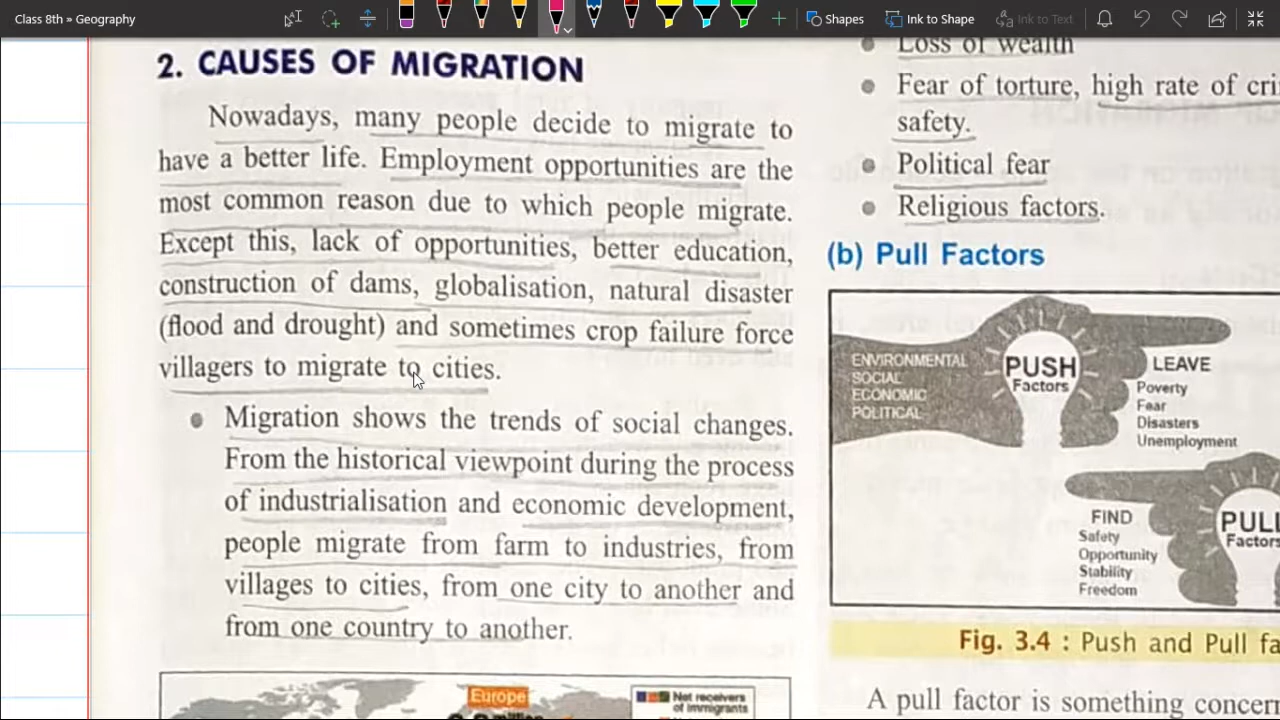 Class 8th » Geography
Shapes
Ink to Shape
Ink to Text
2. CAUSES OF MIGRATION
Nowadays, many people decide to migrate to
have a better life. Employment opportunities are the
most common reason due to which people migrate.
Except this, lack of opportunities, better education,
construction of dams, globalisation, natural disaster
(flood and drought) and sometimes crop failure force
villagers to migrate to cities.
• Migration shows the trends of social changes.
From the historical viewpoint during the process
of industrialisation and economic development,
people migrate from farm to industries, from
villages to cities, from one city to another and
from one country to another.
Europe
Net receivers
of immigrants
• Loss of wealth
• Fear of torture, high rate of cri
safety.
• Political fear
• Religious factors.
(b) Pull Factors
ENVIRONMENTAL
SOCIAL
ECONOMIC
POLITICAL
PUSH
Factors
LEAVE
Poverty
Fear
Disasters
Unemployment
FIND
Safety
Opportunity
Stability
Freedom
PULL
Factors
Fig. 3.4 : Push and Pull fa
A pull factor is something concern